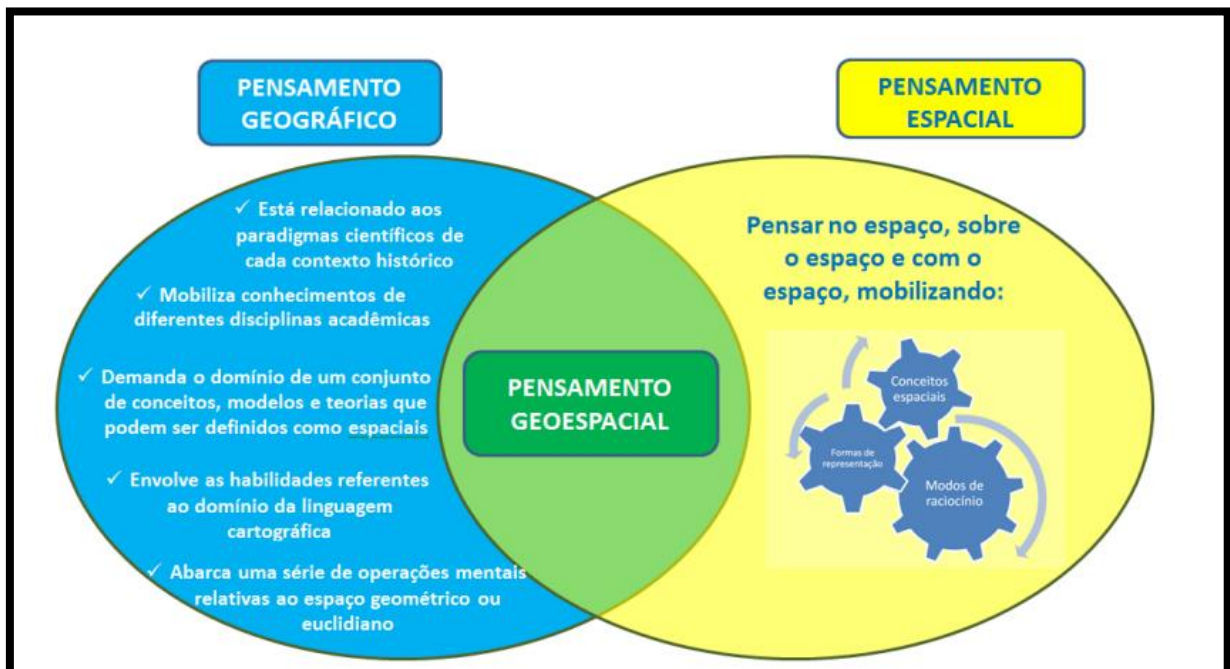 PENSAMENTO
GEOGRÁFICO
✓ Está relacionado aos
paradigmas científicos de
cada contexto histórico
✓ Mobiliza conhecimentos de
diferentes disciplinas acadêmicas
✓ Demanda o domínio de um conjunto
de conceitos, modelos e teorias que
podem ser definidos como espaciais
✓ Envolve as habilidades referentes
ao domínio da linguagem
cartográfica
✓ Abarca uma série de operações mentais
relativas ao espaço geométrico ou
euclidiano
PENSAMENTO
GEOESPACIAL
PENSAMENTO
ESPACIAL
Pensar no espaço, sobre
o espaço e com o
espaço, mobilizando:
Conceitos
espaciais
Formas de
representação
Modos de
raciocínio